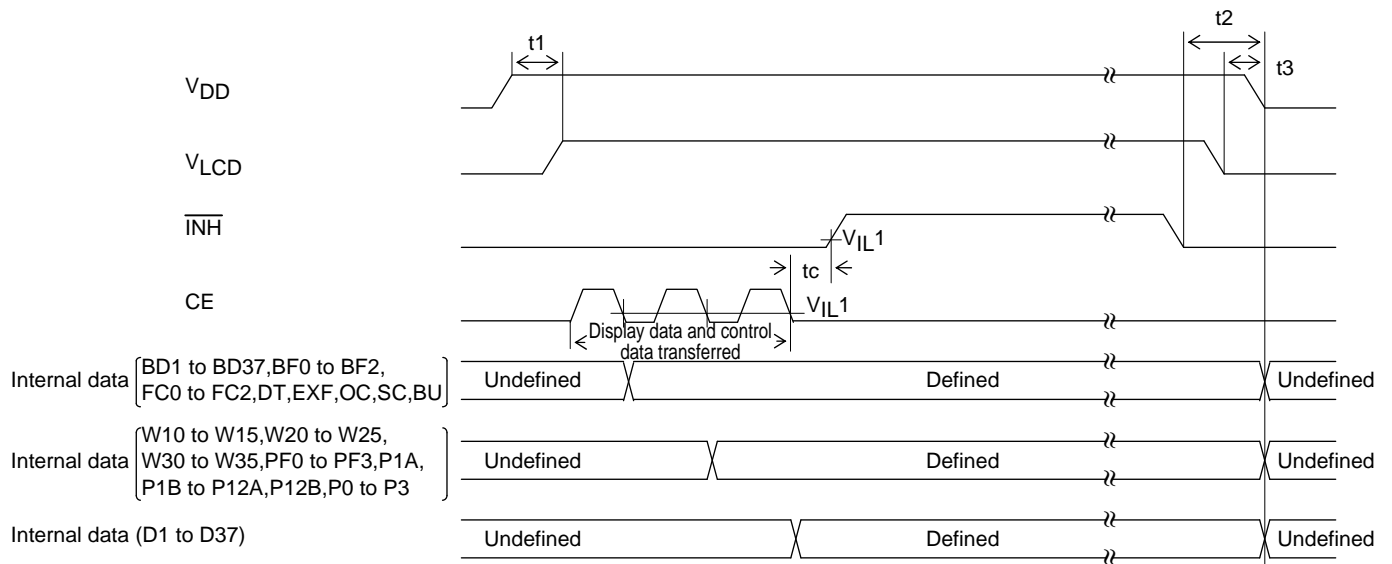 t1
t2
t3
VDD
VLCD
INH
VIL1
tc
CE
VIL1
Display data and control
data transferred
Internal data
BD1 to BD37,BF0 to BF2,
FC0 to FC2,DT,EXF,OC,SC,BU
Undefined
Defined
Undefined
Internal data
W10 to W15,W20 to W25,
W30 to W35,PF0 to PF3,P1A,
P1B to P12A,P12B,P0 to P3
Undefined
Defined
Undefined
Internal data (D1 to D37)
Undefined
Defined
Undefined